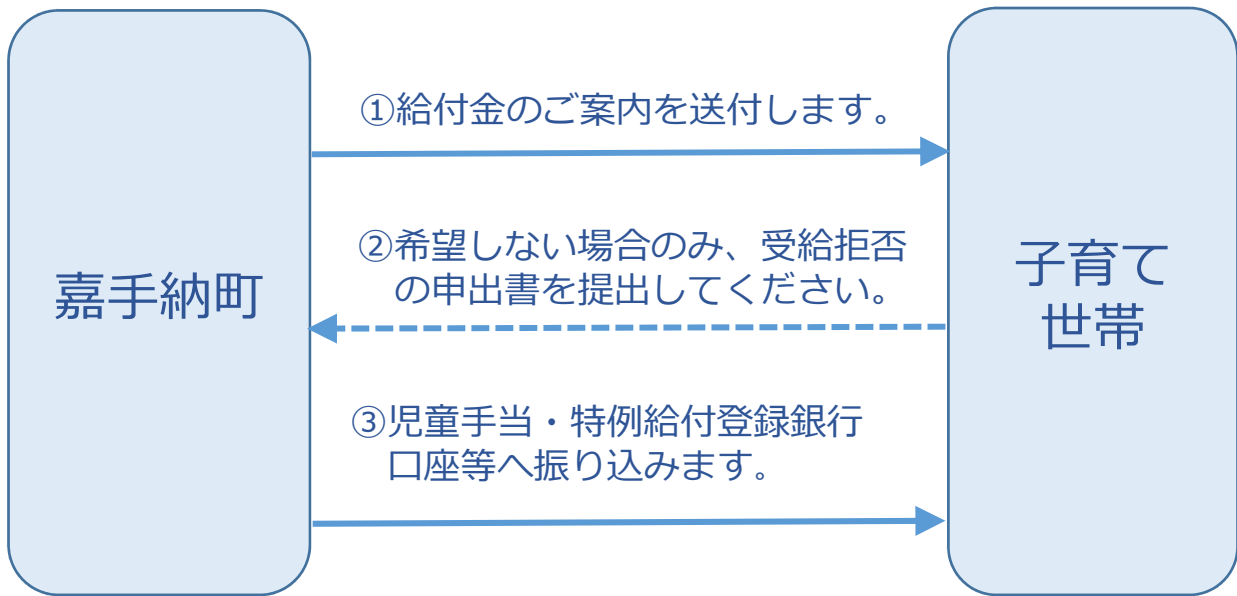 嘉手納町
①給付金のご案内を送付します。
②希望しない場合のみ、受給拒否
の申出書を提出してください。
③児童手当・特例給付登録銀行
口座等へ振り込みます。
子育て
世帯